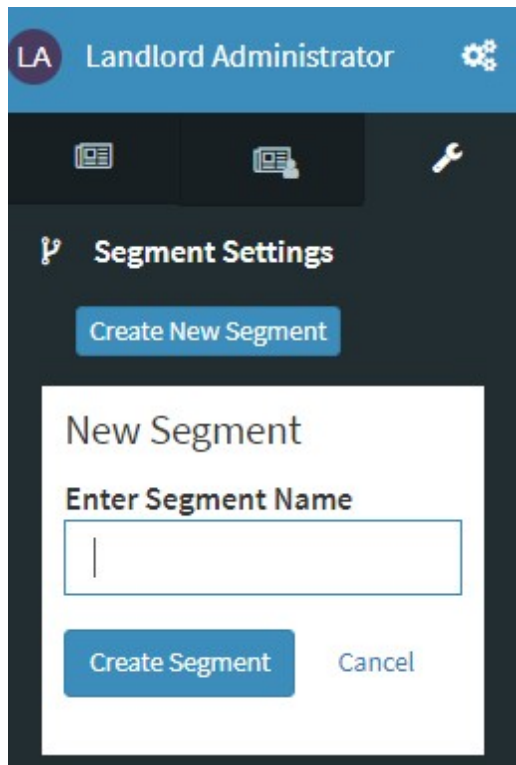 LA Landlord Administrator
Segment Settings
Create New Segment
New Segment
Enter Segment Name
Create Segment Cancel